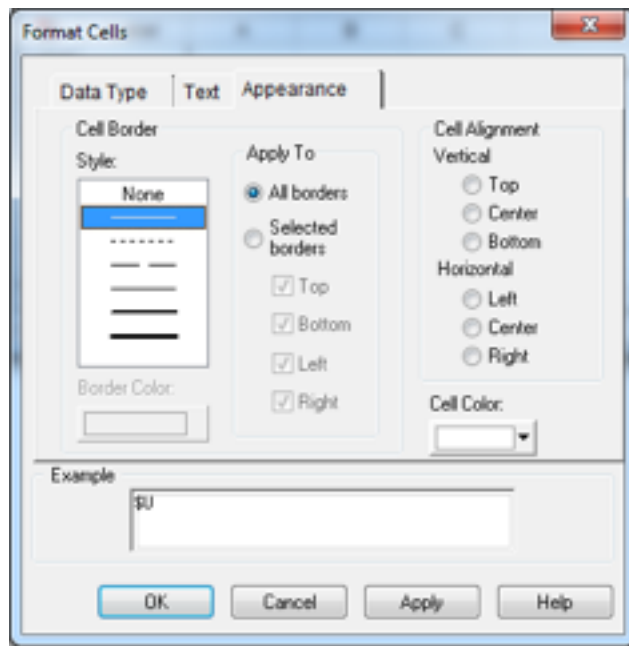 Format Cells
Data Type
Text
Appearance
Cell Border
Style:
None
Border Color:
Apply To
All borders
Selected
borders
Top
Bottom
Left
Right
Cell Alignment
Vertical
Top
Center
Bottom
Horizontal
Left
Center
Right
Cell Color:
Example
$U
OK
Cancel
Apply
Help